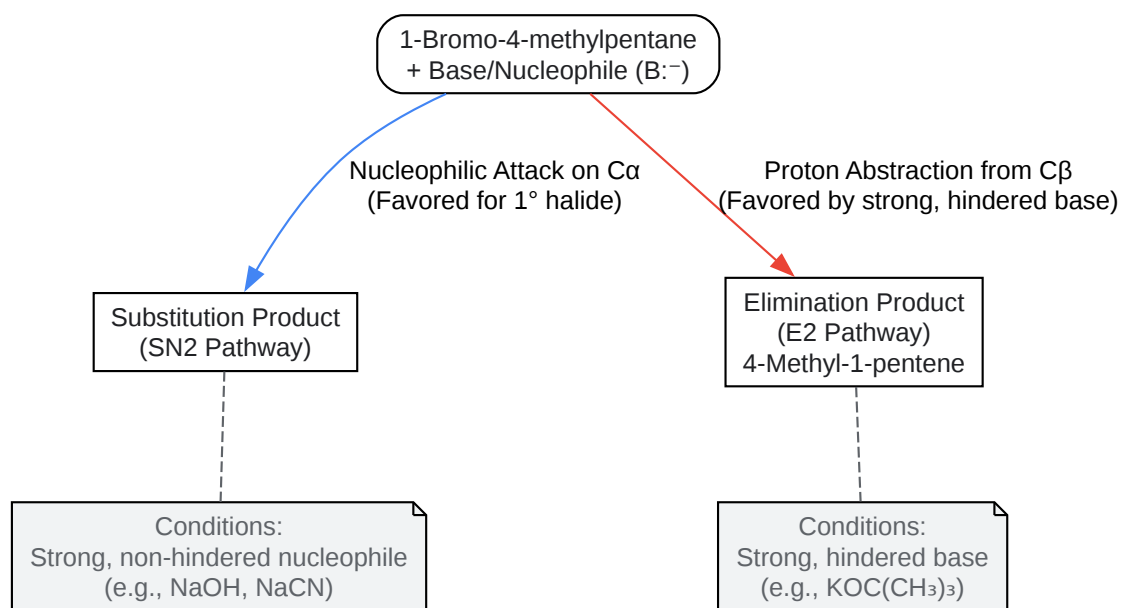 1-Bromo-4-methylpentane
+ Base/Nucleophile (B:⁻)
Nucleophilic Attack on Cα
(Favored for 1° halide)
Proton Abstraction from Cβ
(Favored by strong, hindered base)
Substitution Product
(SN2 Pathway)
Elimination Product
(E2 Pathway)
4-Methyl-1-pentene
Conditions:
Strong, non-hindered nucleophile
(e.g., NaOH, NaCN)
Conditions:
Strong, hindered base
(e.g., KOC(CH₃)₃)